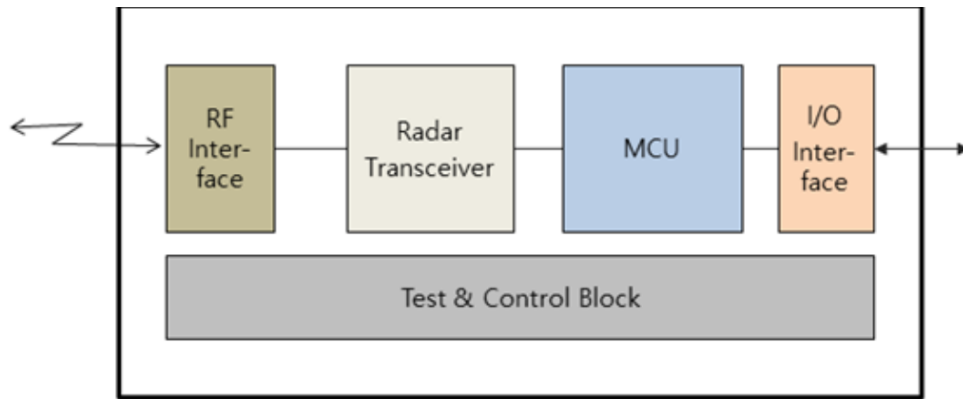 RF
Inter-
face
Radar
Transceiver
MCU
I/O
Inter-
face
Test & Control Block